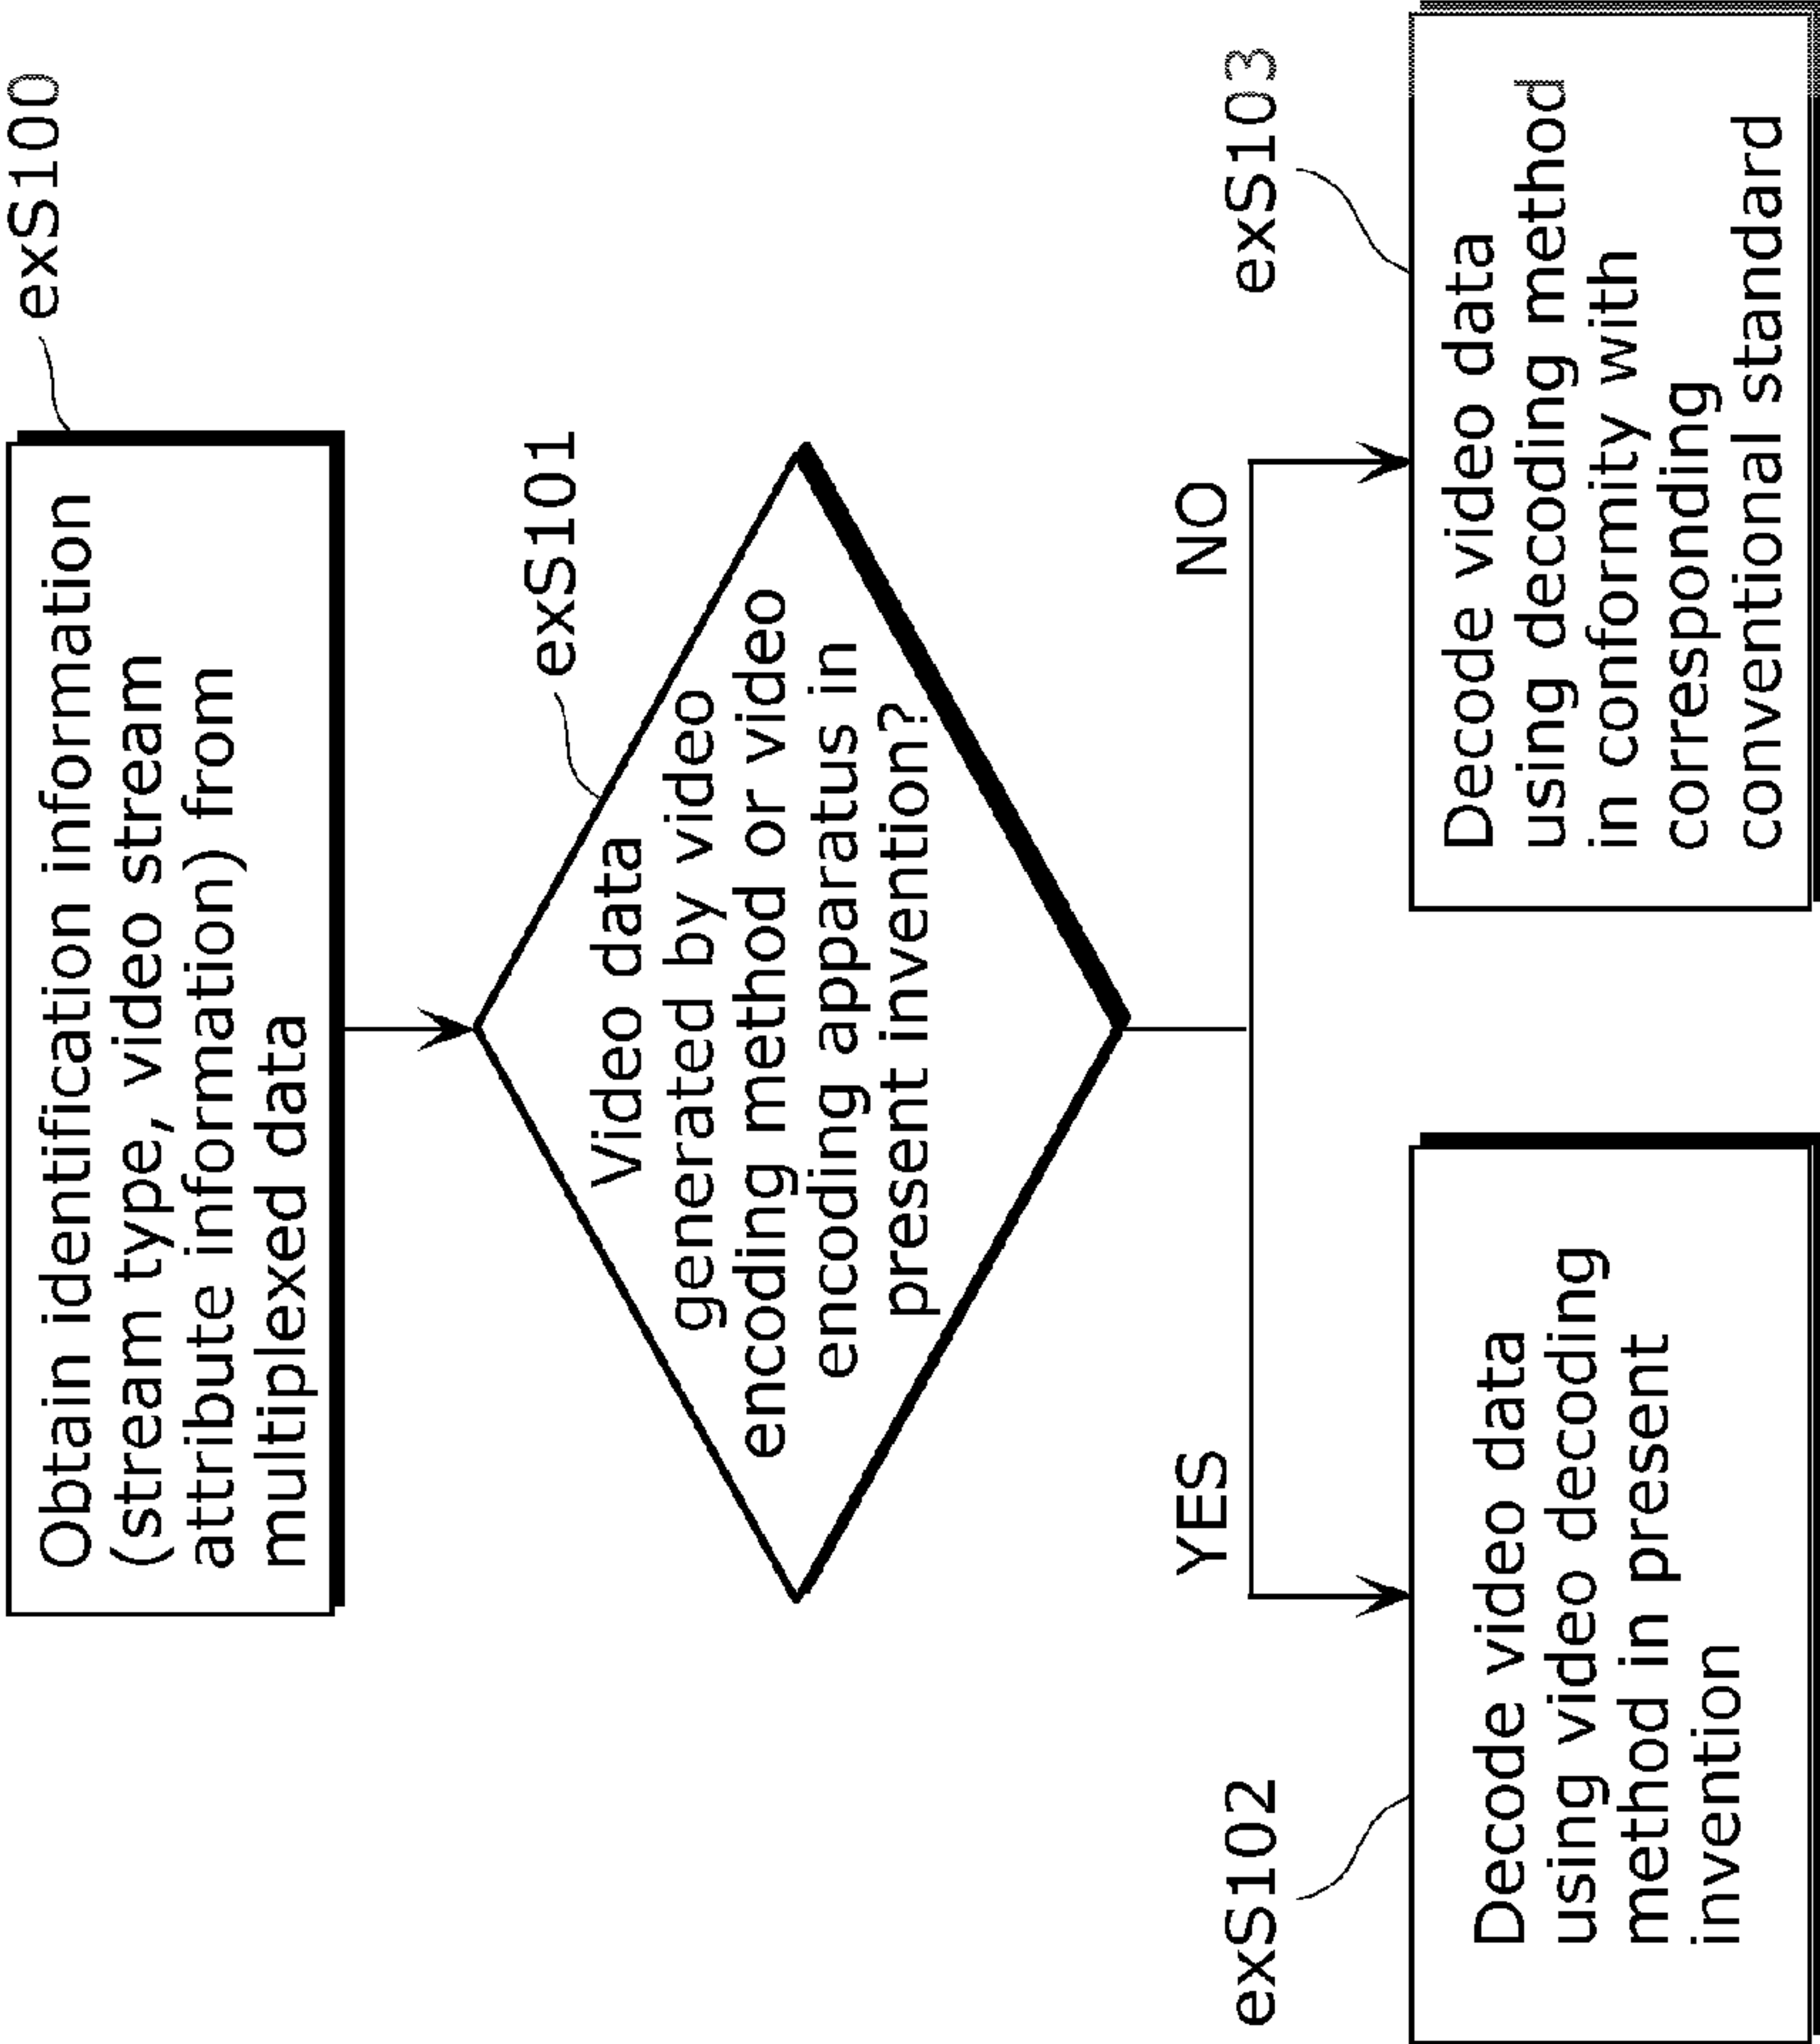 exS100
Obtain identification information
(stream type, video stream
attribute information) from
multiplexed data
exS101
Video data
generated by video
encoding method or video
encoding apparatus in
present invention?
YES
NO
exS102
Decode video data
using video decoding
method in present
invention
exS103
Decode video data
using decoding method
in conformity with
corresponding
conventional standard